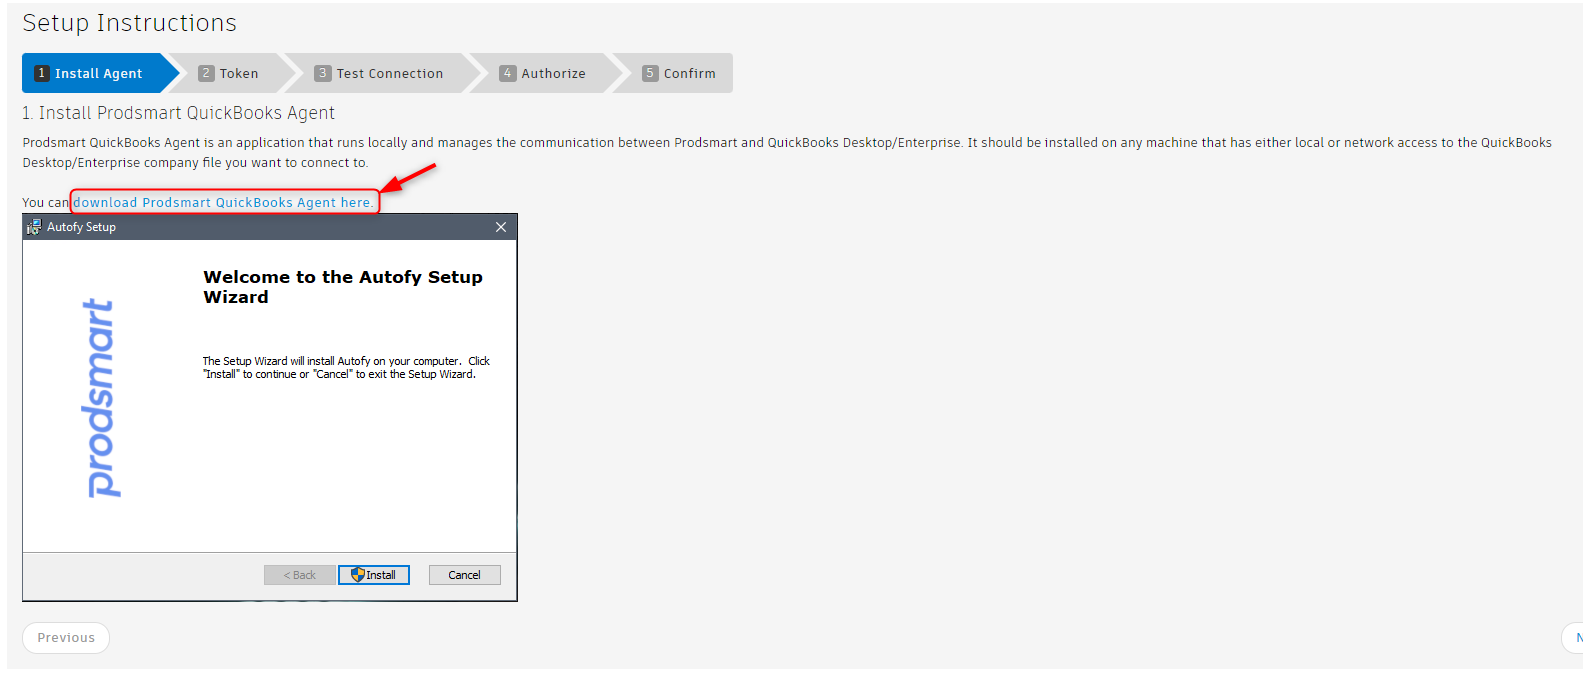 Setup Instructions
1 Install Agent 2 Token 3 Test Connection 4 Authorize 5 Confirm
1. Install Prodsmart QuickBooks Agent
Prodsmart QuickBooks Agent is an application that runs locally and manages the communication between Prodsmart and QuickBooks Desktop/Enterprise. It should be installed on any machine that has either local or network access to the QuickBooks
Desktop/Enterprise company file you want to connect to.
You can download Prodsmart QuickBooks Agent here.
Autofy Setup
Welcome to the Autofy Setup
Wizard
The Setup Wizard will install Autofy on your computer. Click
"Install" to continue or "Cancel" to exit the Setup Wizard.
prodsmart
< Back Install Cancel
Previous